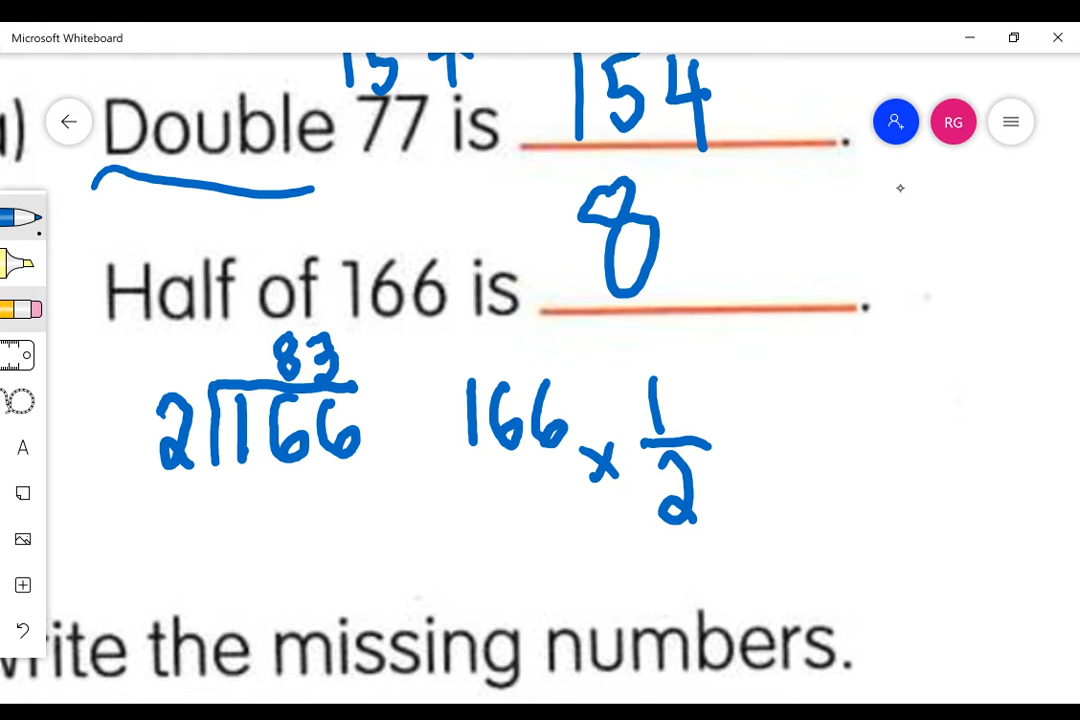 Microsoft Whiteboard
154
) Double 77 is 154.
RG
Half of 166 is 8.
83
2 166 166 x 1/2
A
rite the missing numbers.